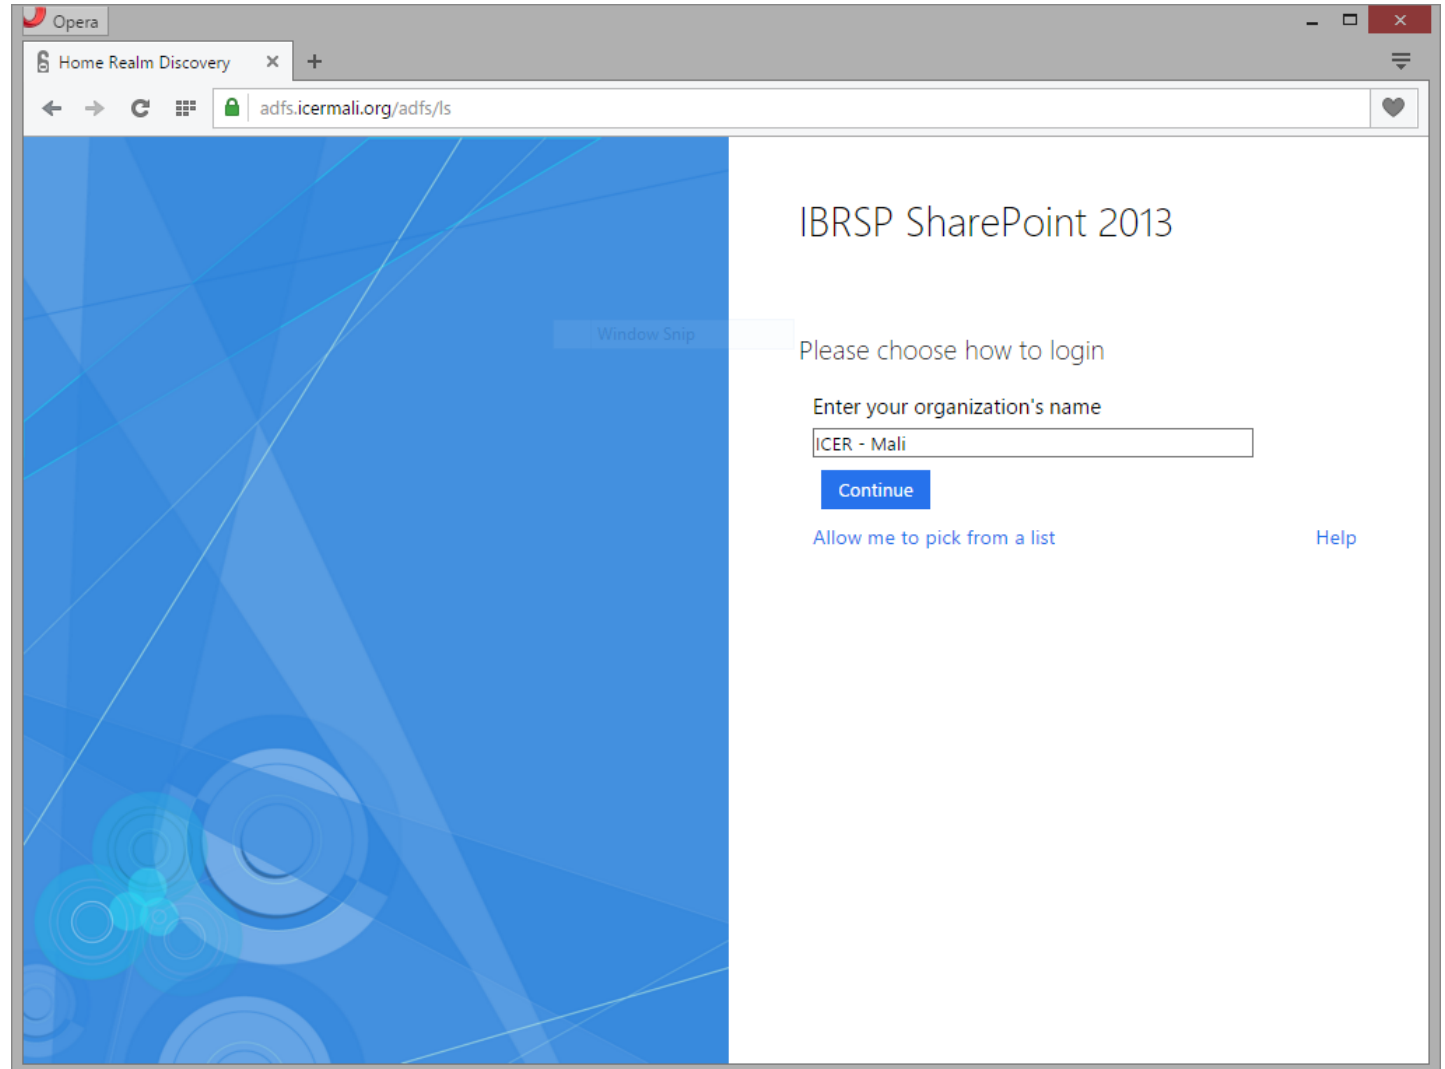 Opera
Home Realm Discovery
adfs.icermali.org/adfs/ls
IBRSP SharePoint 2013
Window Snip
Please choose how to login
Enter your organization's name
ICER - Mali
Continue
Allow me to pick from a list
Help